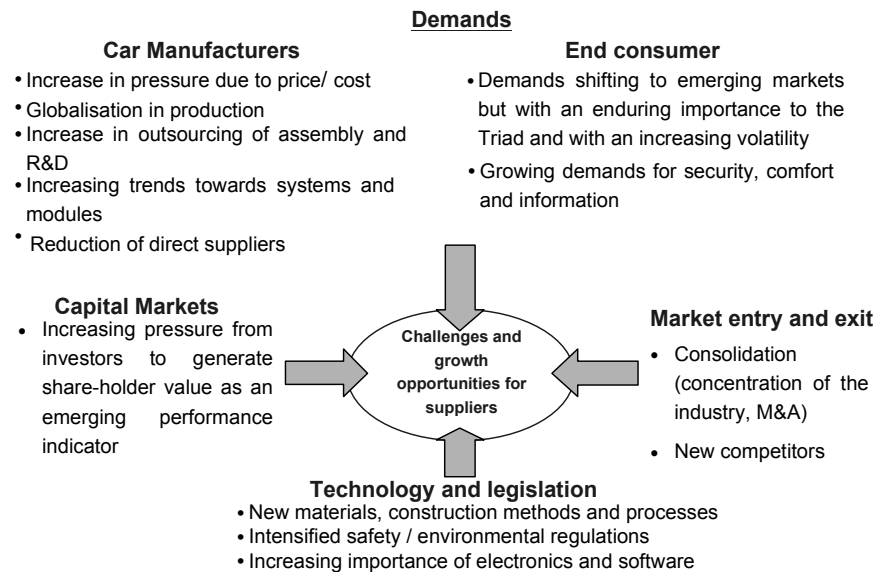 Demands
Car Manufacturers
• Increase in pressure due to price/ cost
• Globalisation in production
• Increase in outsourcing of assembly and
R&D
• Increasing trends towards systems and
modules
• Reduction of direct suppliers
End consumer
• Demands shifting to emerging markets
but with an enduring importance to the
Triad and with an increasing volatility
• Growing demands for security, comfort
and information
Capital Markets
• Increasing pressure from
investors to generate
share-holder value as an
emerging performance
indicator
Challenges and
growth
opportunities for
suppliers
Market entry and exit
• Consolidation
(concentration of the
industry, M&A)
• New competitors
Technology and legislation
• New materials, construction methods and processes
• Intensified safety / environmental regulations
• Increasing importance of electronics and software